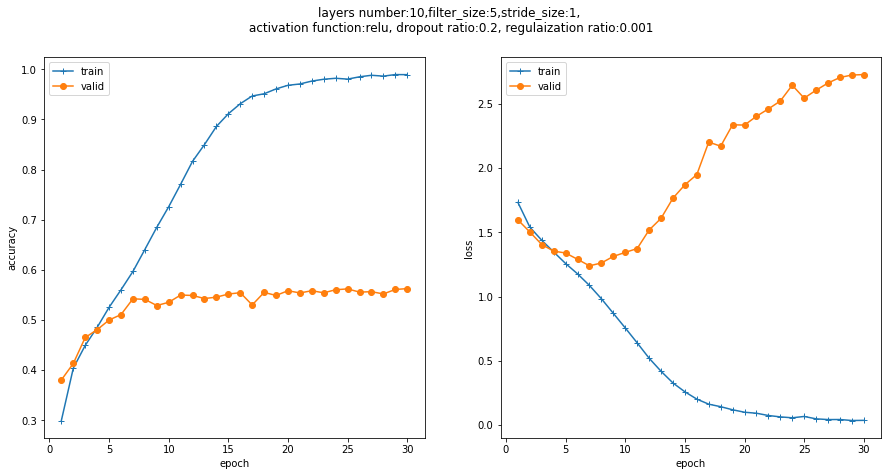 layers number:10,filter_size:5,stride_size:1,
activation function:relu, dropout ratio:0.2, regulaization ratio:0.001
train
valid
1.0
0.9
0.8
0.7
0.6
0.5
0.4
0.3
accuracy
0
5
10
15
20
25
30
epoch
train
valid
2.5
2.0
1.5
1.0
0.5
0.0
loss
0
5
10
15
20
25
30
epoch